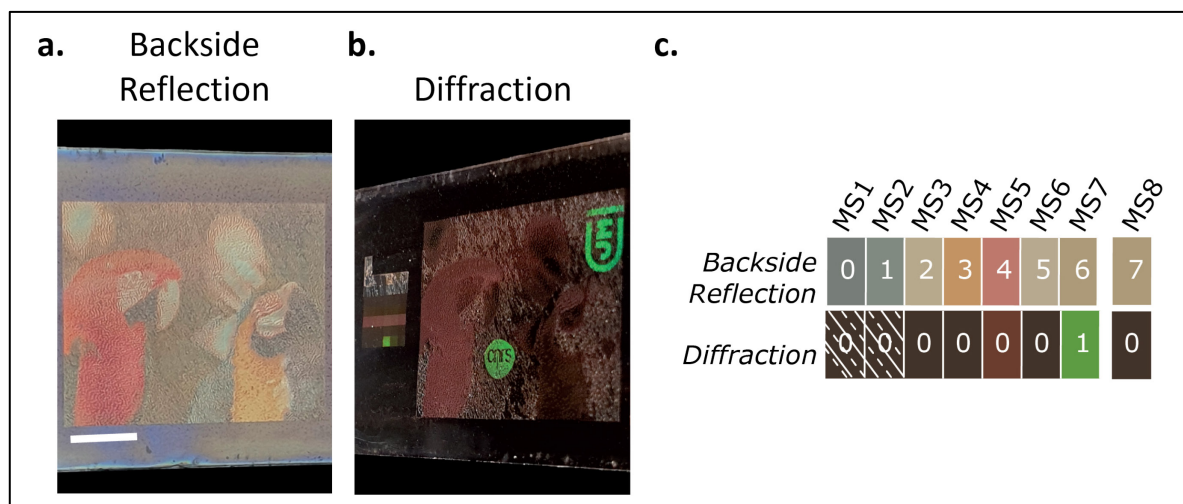 a.
Backside
Reflection
b.
Diffraction
cnrs
UJM
c.
MS1 MS2 MS3 MS4 MS5 MS6 MS7 MS8
Backside
Reflection
0 1 2 3 4 5 6 7
Diffraction
0 0 0 0 0 0 1 0